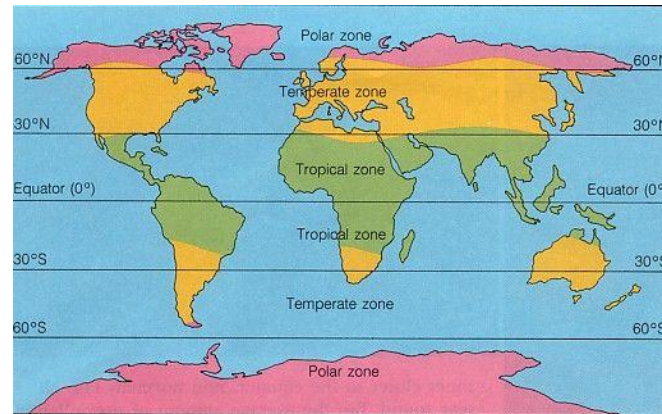 Polar zone
60°N
60°N
Temperate zone
30°N
30°N
Tropical zone
Equator (0°)
Equator (0°)
Tropical zone
30°S
30°S
Temperate zone
60°S
60°S
Polar zone